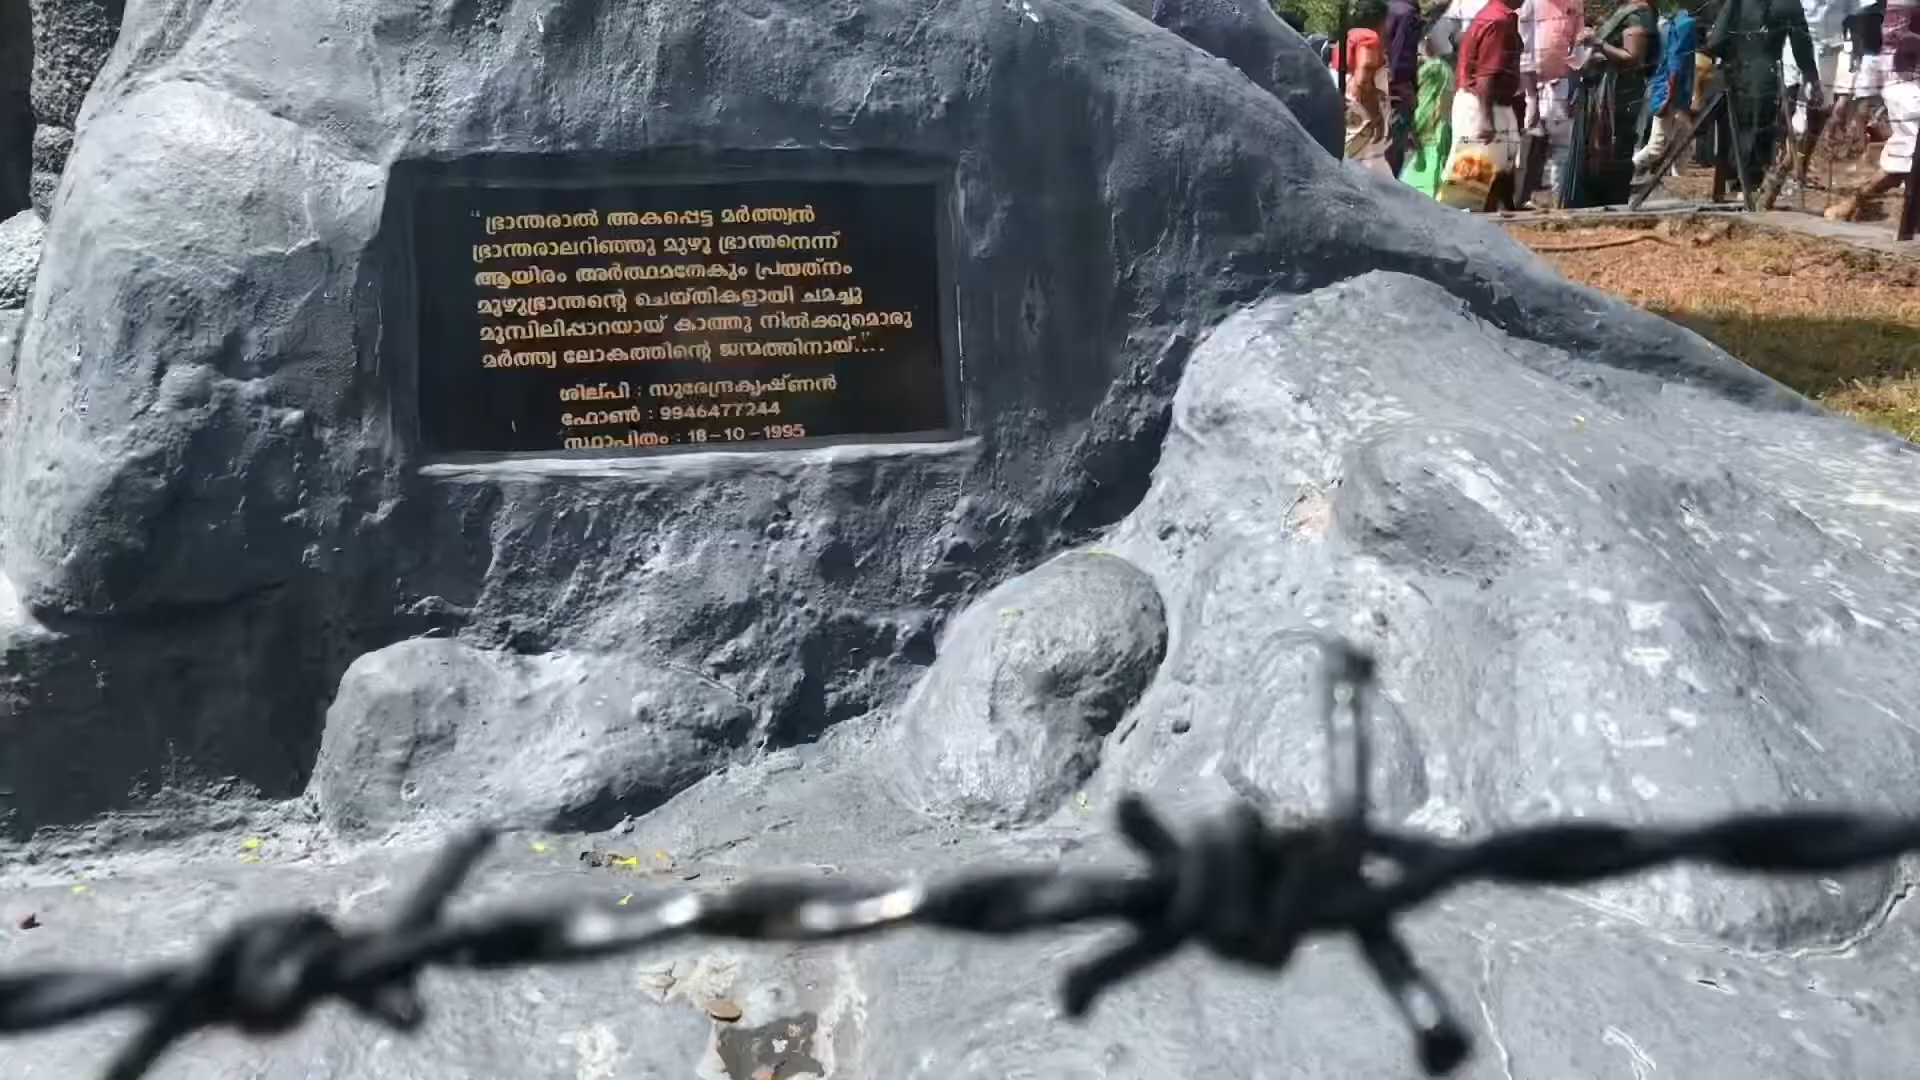 “ഭ്രാന്തരാൽ അകപ്പെട്ട മർത്ത്യൻ
ഭ്രാന്തരാലറിഞ്ഞു മുഴു ഭ്രാന്തനെന്ന്
ആയിരം അർത്ഥമതേകും പ്രയത്നം
മുഴുഭ്രാന്തന്റെ ചെയ്തികളായി ചമച്ചു
മുമ്പിലിപ്പാറയായ് കാത്തു നിൽക്കുമൊരു
മർത്ത്യ ലോകത്തിന്റെ ജന്മത്തിനായ്”....
ശില്പി : സുരേന്ദ്രകൃഷ്ണൻ
ഫോൺ : 9946477244
സ്ഥാപിതം : 18-10-1995